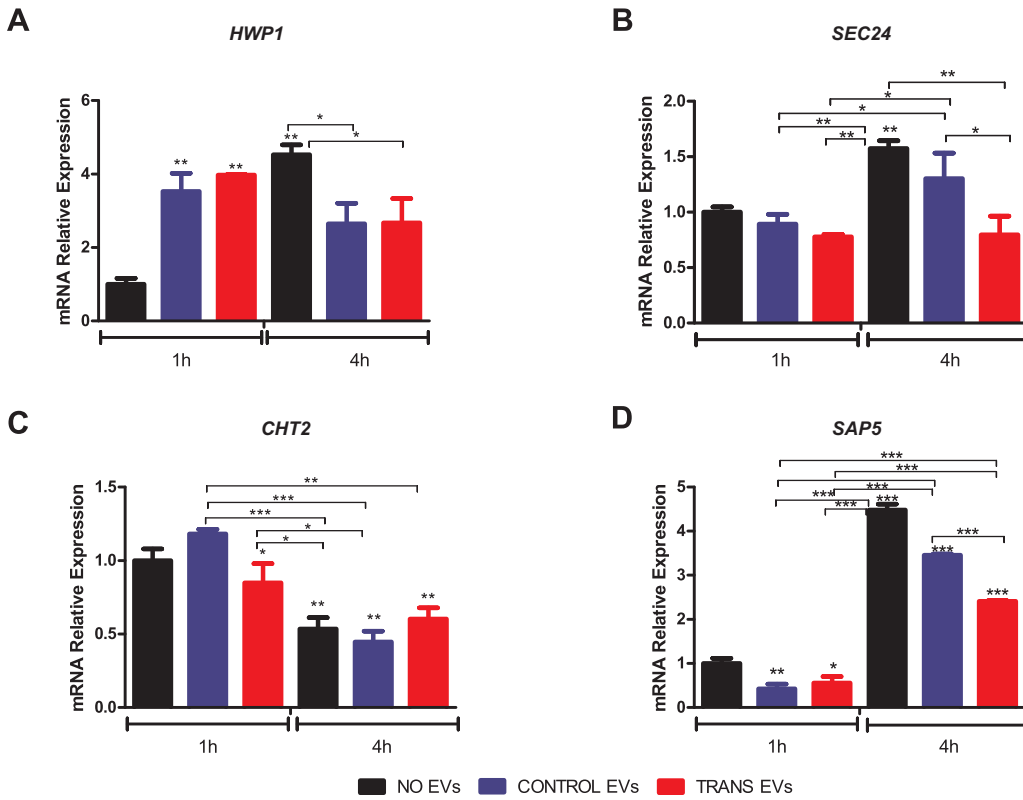 A
HWP1
mRNA Relative Expression
6
4
2
0
**
**
**
*
*
1h
4h
B
SEC24
mRNA Relative Expression
2.0
1.5
1.0
0.5
0.0
**
*
*
**
**
**
*
1h
4h
C
CHT2
mRNA Relative Expression
1.5
1.0
0.5
0.0
**
***
***
*
*
*
**
**
**
1h
4h
D
SAP5
mRNA Relative Expression
5
4
3
2
1
0
***
***
***
***
***
***
***
***
***
***
**
*
1h
4h
NO EVs CONTROL EVs TRANS EVs